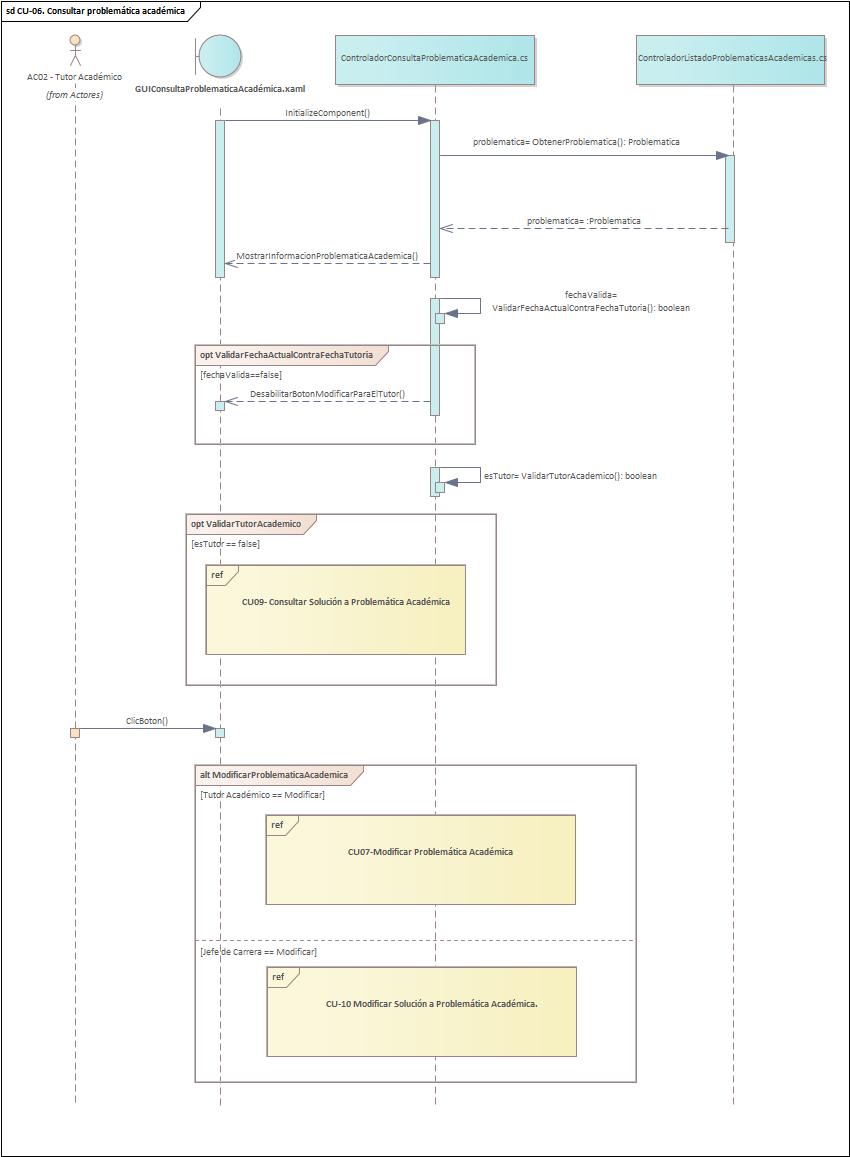 sd CU-06. Consultar problemática académica
AC02 - Tutor Académico
(from Actores)
GUIConsultaProblematicaAcadémica.xaml
ControladorConsultaProblematicaAcademica.cs
ControladorListadoProblematicasAcademicas.cs
InitializeComponent()
problematica= ObtenerProblematica(): Problematica
problematica= :Problematica
MostrarInformacionProblematicaAcademica()
fechaValida=
ValidarFechaActualContraFechaTutoria(): boolean
opt ValidarFechaActualContraFechaTutoria
[fechaValida==false]
DesabilitarBotonModificarParaElTutor()
esTutor= ValidarTutorAcademico(): boolean
opt ValidarTutorAcademico
[esTutor == false]
ref
CU09- Consultar Solución a Problemática Académica
ClicBoton()
alt ModificarProblematicaAcademica
[Tutor Académico == Modificar]
ref
CU07-Modificar Problemática Académica
[Jefe de Carrera == Modificar]
ref
CU-10 Modificar Solución a Problemática Académica.